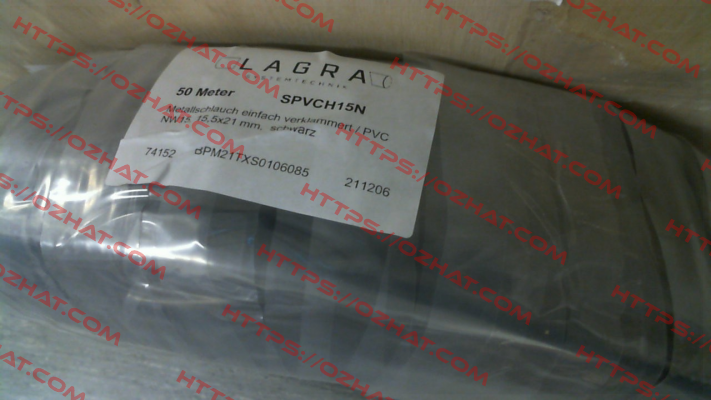 LAGRA
50 Meter SPVCH15N
Metallschlauch einfach verklammert / PVC
NW15, 15,5x21 mm, schwarz
74152 dPM21TXS0106085 211206
HTTPS://OZHAT.COM